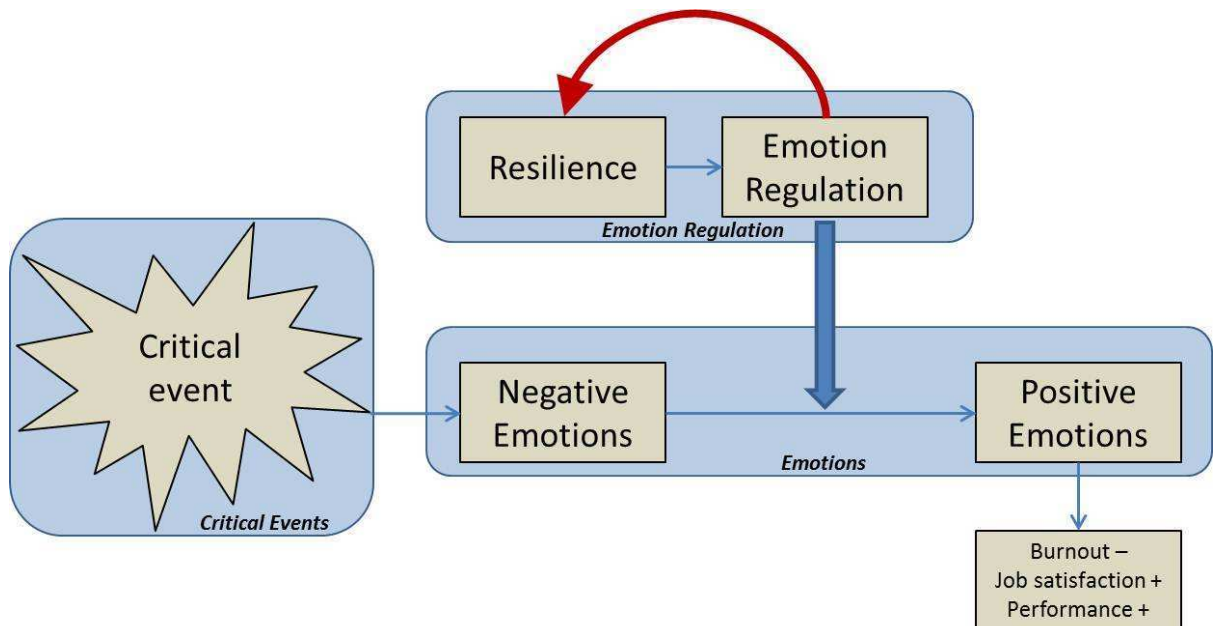 Resilience
Emotion
Regulation
Emotion Regulation
Critical
event
Critical Events
Negative
Emotions
Positive
Emotions
Emotions
Burnout –
Job satisfaction +
Performance +